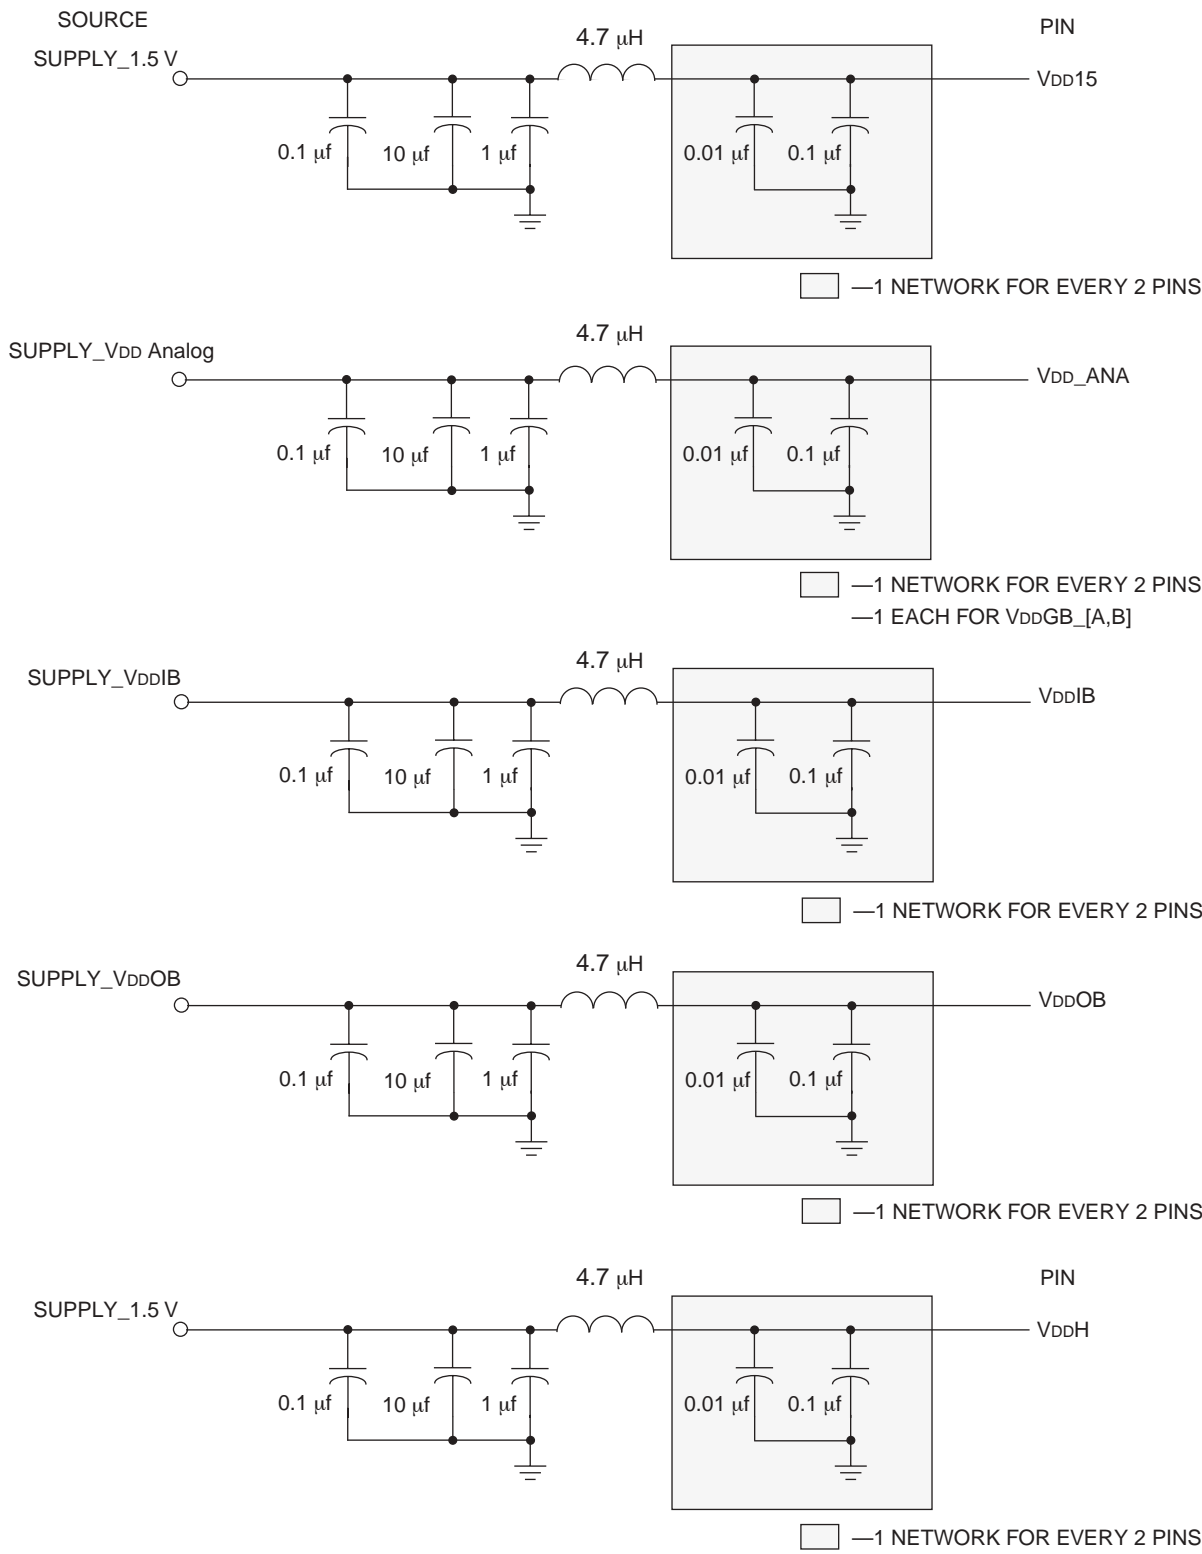 SOURCE
PIN
4.7 μH
SUPPLY_1.5 V
VDD15
0.1 μf
10 μf
1 μf
0.01 μf
0.1 μf
—1 NETWORK FOR EVERY 2 PINS
4.7 μH
SUPPLY_VDD Analog
VDD_ANA
0.1 μf
10 μf
1 μf
0.01 μf
0.1 μf
—1 NETWORK FOR EVERY 2 PINS
—1 EACH FOR VDDGB_[A,B]
4.7 μH
SUPPLY_VDDIB
VDDIB
0.1 μf
10 μf
1 μf
0.01 μf
0.1 μf
—1 NETWORK FOR EVERY 2 PINS
4.7 μH
SUPPLY_VDDOB
VDDOB
0.1 μf
10 μf
1 μf
0.01 μf
0.1 μf
—1 NETWORK FOR EVERY 2 PINS
4.7 μH
PIN
SUPPLY_1.5 V
VDDH
0.1 μf
10 μf
1 μf
0.01 μf
0.1 μf
—1 NETWORK FOR EVERY 2 PINS